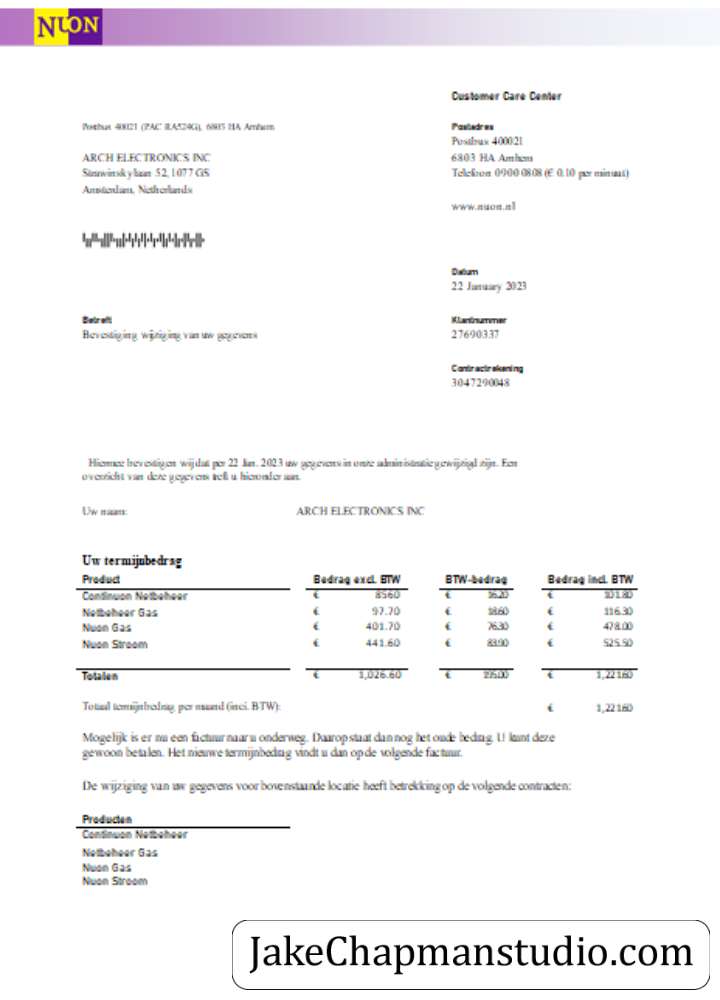 NUON
Customer Care Center
Postbus 40021 (PAC RA524G), 6803 HA Arnhem
Postadres
Postbus 400021
ARCH ELECTRONICS INC
6803 HA Arnhem
Strawinskylaan 52, 1077 GS
Telefoon 0900 0808 (€ 0.10 per minuut)
Amsterdam, Netherlands
www.nuon.nl
Datum
22 January 2023
Betreft
Klantnummer
Bevestiging wijziging van uw gegevens
27690337
Contractrekening
3047290048
Hiermee bevestigen wij dat per 22 Jan. 2023 uw gegevens in onze administratie gewijzigd zijn. Een
overzicht van deze gegevens treft u hieronder aan.
Uw naam: ARCH ELECTRONICS INC
Uw termijnbedrag
Product Bedrag excl. BTW BTW-bedrag Bedrag incl. BTW
Continuon Netbeheer € 8560 € 16.20 € 101.80
Netbeheer Gas € 97.70 € 18.60 € 116.30
Nuon Gas € 401.70 € 76.30 € 478.00
Nuon Stroom € 441.60 € 83.90 € 525.50
Totalen € 1,026.60 € 195.00 € 1,221.60
Totaal termijnbedrag per maand (incl. BTW): € 1,221.60
Mogelijk is er nu een factuur naar u onderweg. Daarop staat dan nog het oude bedrag. U kunt deze
gewoon betalen. Het nieuwe termijnbedrag vindt u dan op de volgende factuur.
De wijziging van uw gegevens voor bovenstaande locatie heeft betrekking op de volgende contracten:
Producten
Continuon Netbeheer
Netbeheer Gas
Nuon Gas
Nuon Stroom
JakeChapmanstudio.com